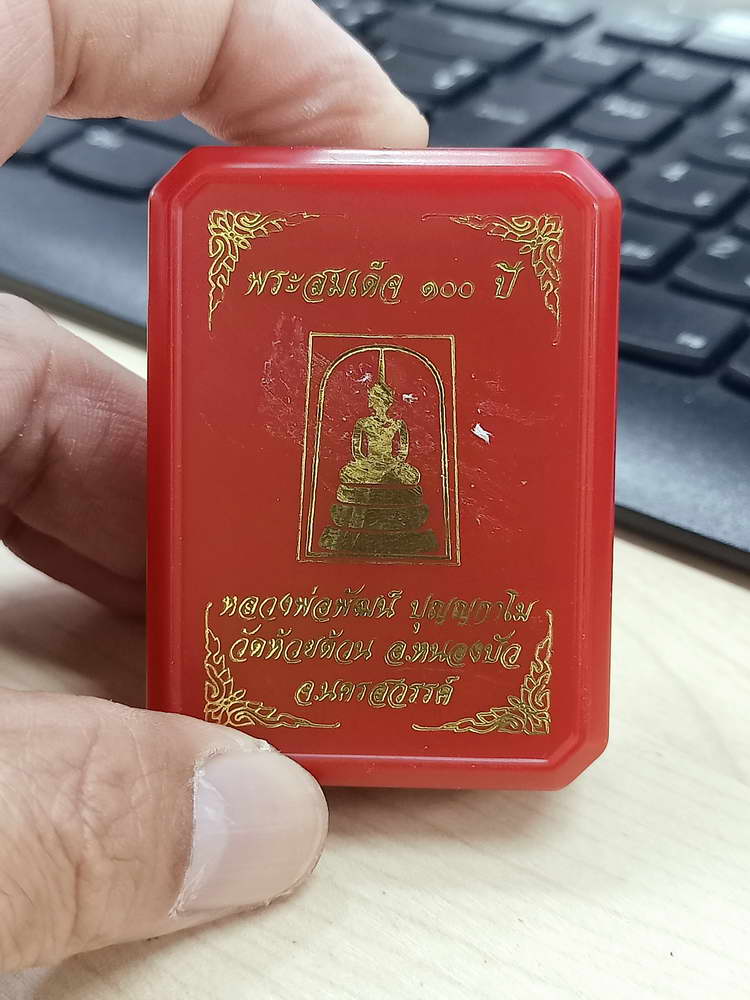 พระสมเด็จ ๑๐๐ ปี
หลวงพ่อพัฒน์ ปุญญกาโม
วัดห้วยด้วน อ.หนองบัว
จ.นครสวรรค์